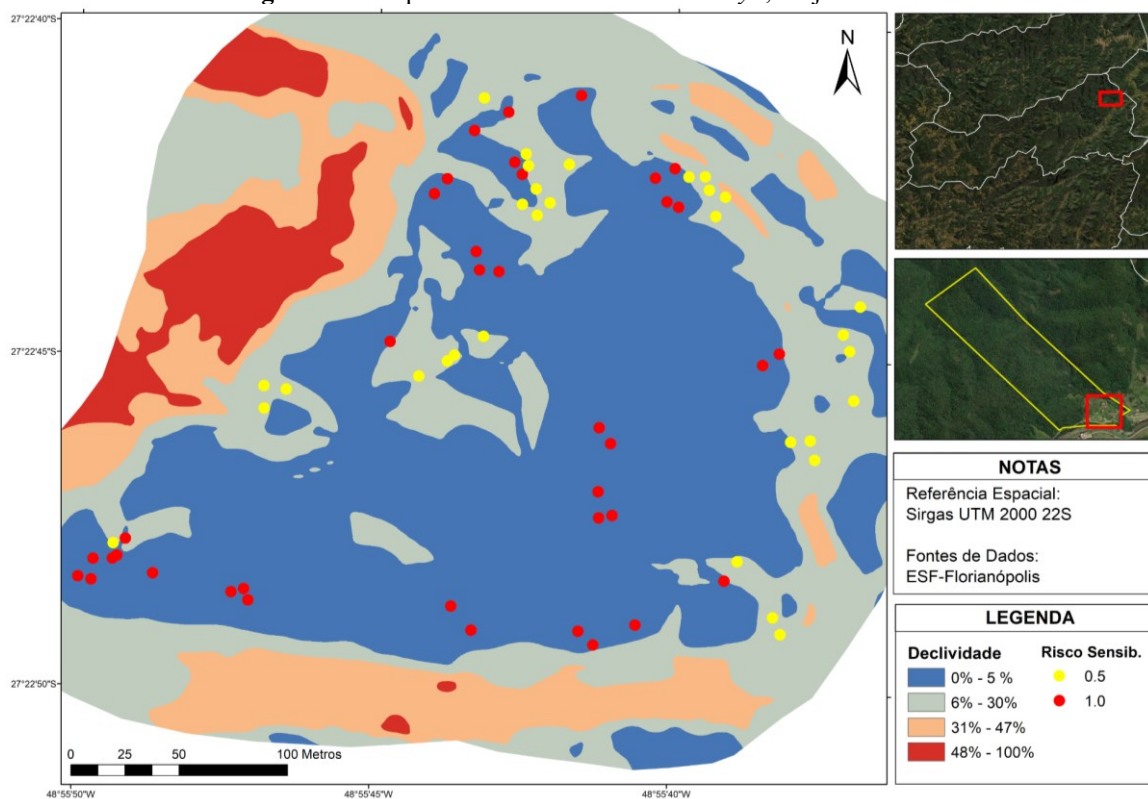 27°22'40"S
N
27°22'45"S
27°22'50"S
0 25 50 100 Metros
48°55'50"W 48°55'45"W 48°55'40"W
NOTAS
Referência Espacial:
Sirgas UTM 2000 22S
Fontes de Dados:
ESF-Florianópolis
LEGENDA
Declividade Risco Sensib.
0% - 5 % 0.5
6% - 30% 1.0
31% - 47%
48% - 100%